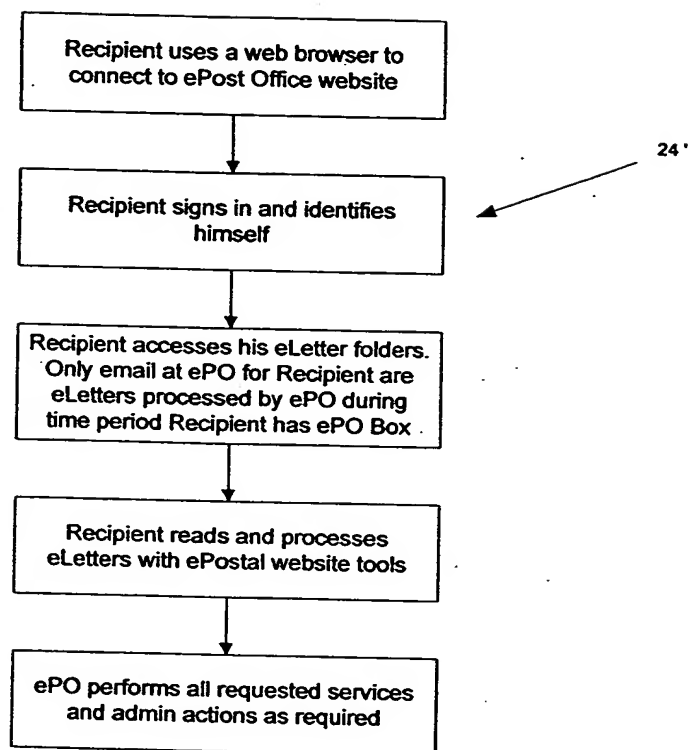 Recipient uses a web browser to
connect to ePost Office website
24'
Recipient signs in and identifies
himself
Recipient accesses his eLetter folders.
Only email at ePO for Recipient are
eLetters processed by ePO during
time period Recipient has ePO Box
Recipient reads and processes
eLetters with ePostal website tools
ePO performs all requested services
and admin actions as required